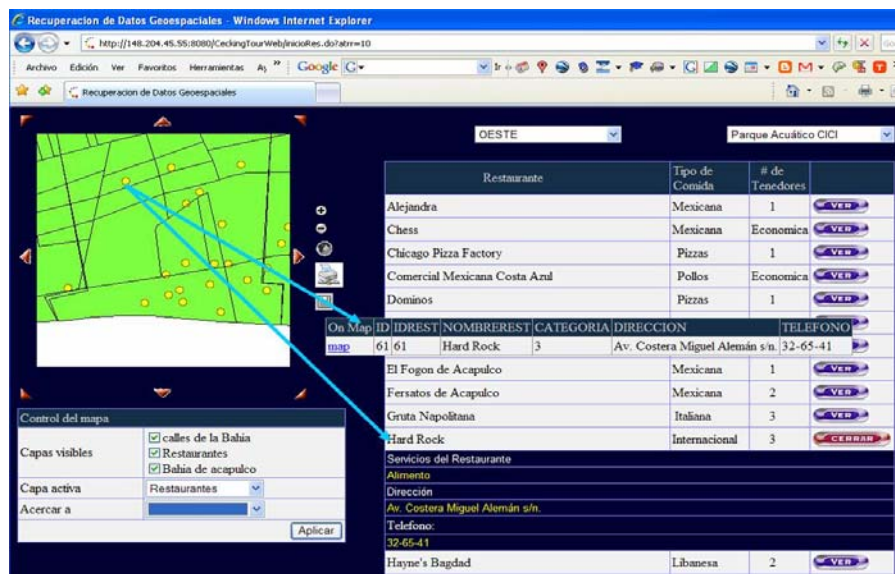 Recuperacion de Datos Geoespaciales - Windows Internet Explorer
http://148.204.45.55:8080/CeckingTourWeb/inicioRes.do?atrr=10
Archivo Edición Ver Favoritos Herramientas Ay » Google
Recuperacion de Datos Geoespaciales
OESTE
Parque Acuático CICI
Restaurante Tipo de Comida # de Tenedores
Alejandra Mexicana 1 VER
Chess Mexicana Economica VER
Chicago Pizza Factory Pizzas 1 VER
Comercial Mexicana Costa Azul Pollos Economica VER
Dominos Pizzas 1 VER
On Map ID IDREST NOMBREREST CATEGORIA DIRECCION TELEFONO
map 61 61 Hard Rock 3 Av. Costera Miguel Alemán s/n. 32-65-41
El Fogon de Acapulco Mexicana 1 VER
Fersatos de Acapulco Mexicana 2 VER
Gruta Napolitana Italiana 3 VER
Hard Rock Internacional 3 CERRAR
Servicios del Restaurante
Alimento
Dirección
Av. Costera Miguel Alemán s/n.
Telefono:
32-65-41
Hayne's Bagdad Libanesa 2 VER
Control del mapa
Capas visibles
calles de la Bahia
Restaurantes
Bahia de acapulco
Capa activa Restaurantes
Acercar a
Aplicar